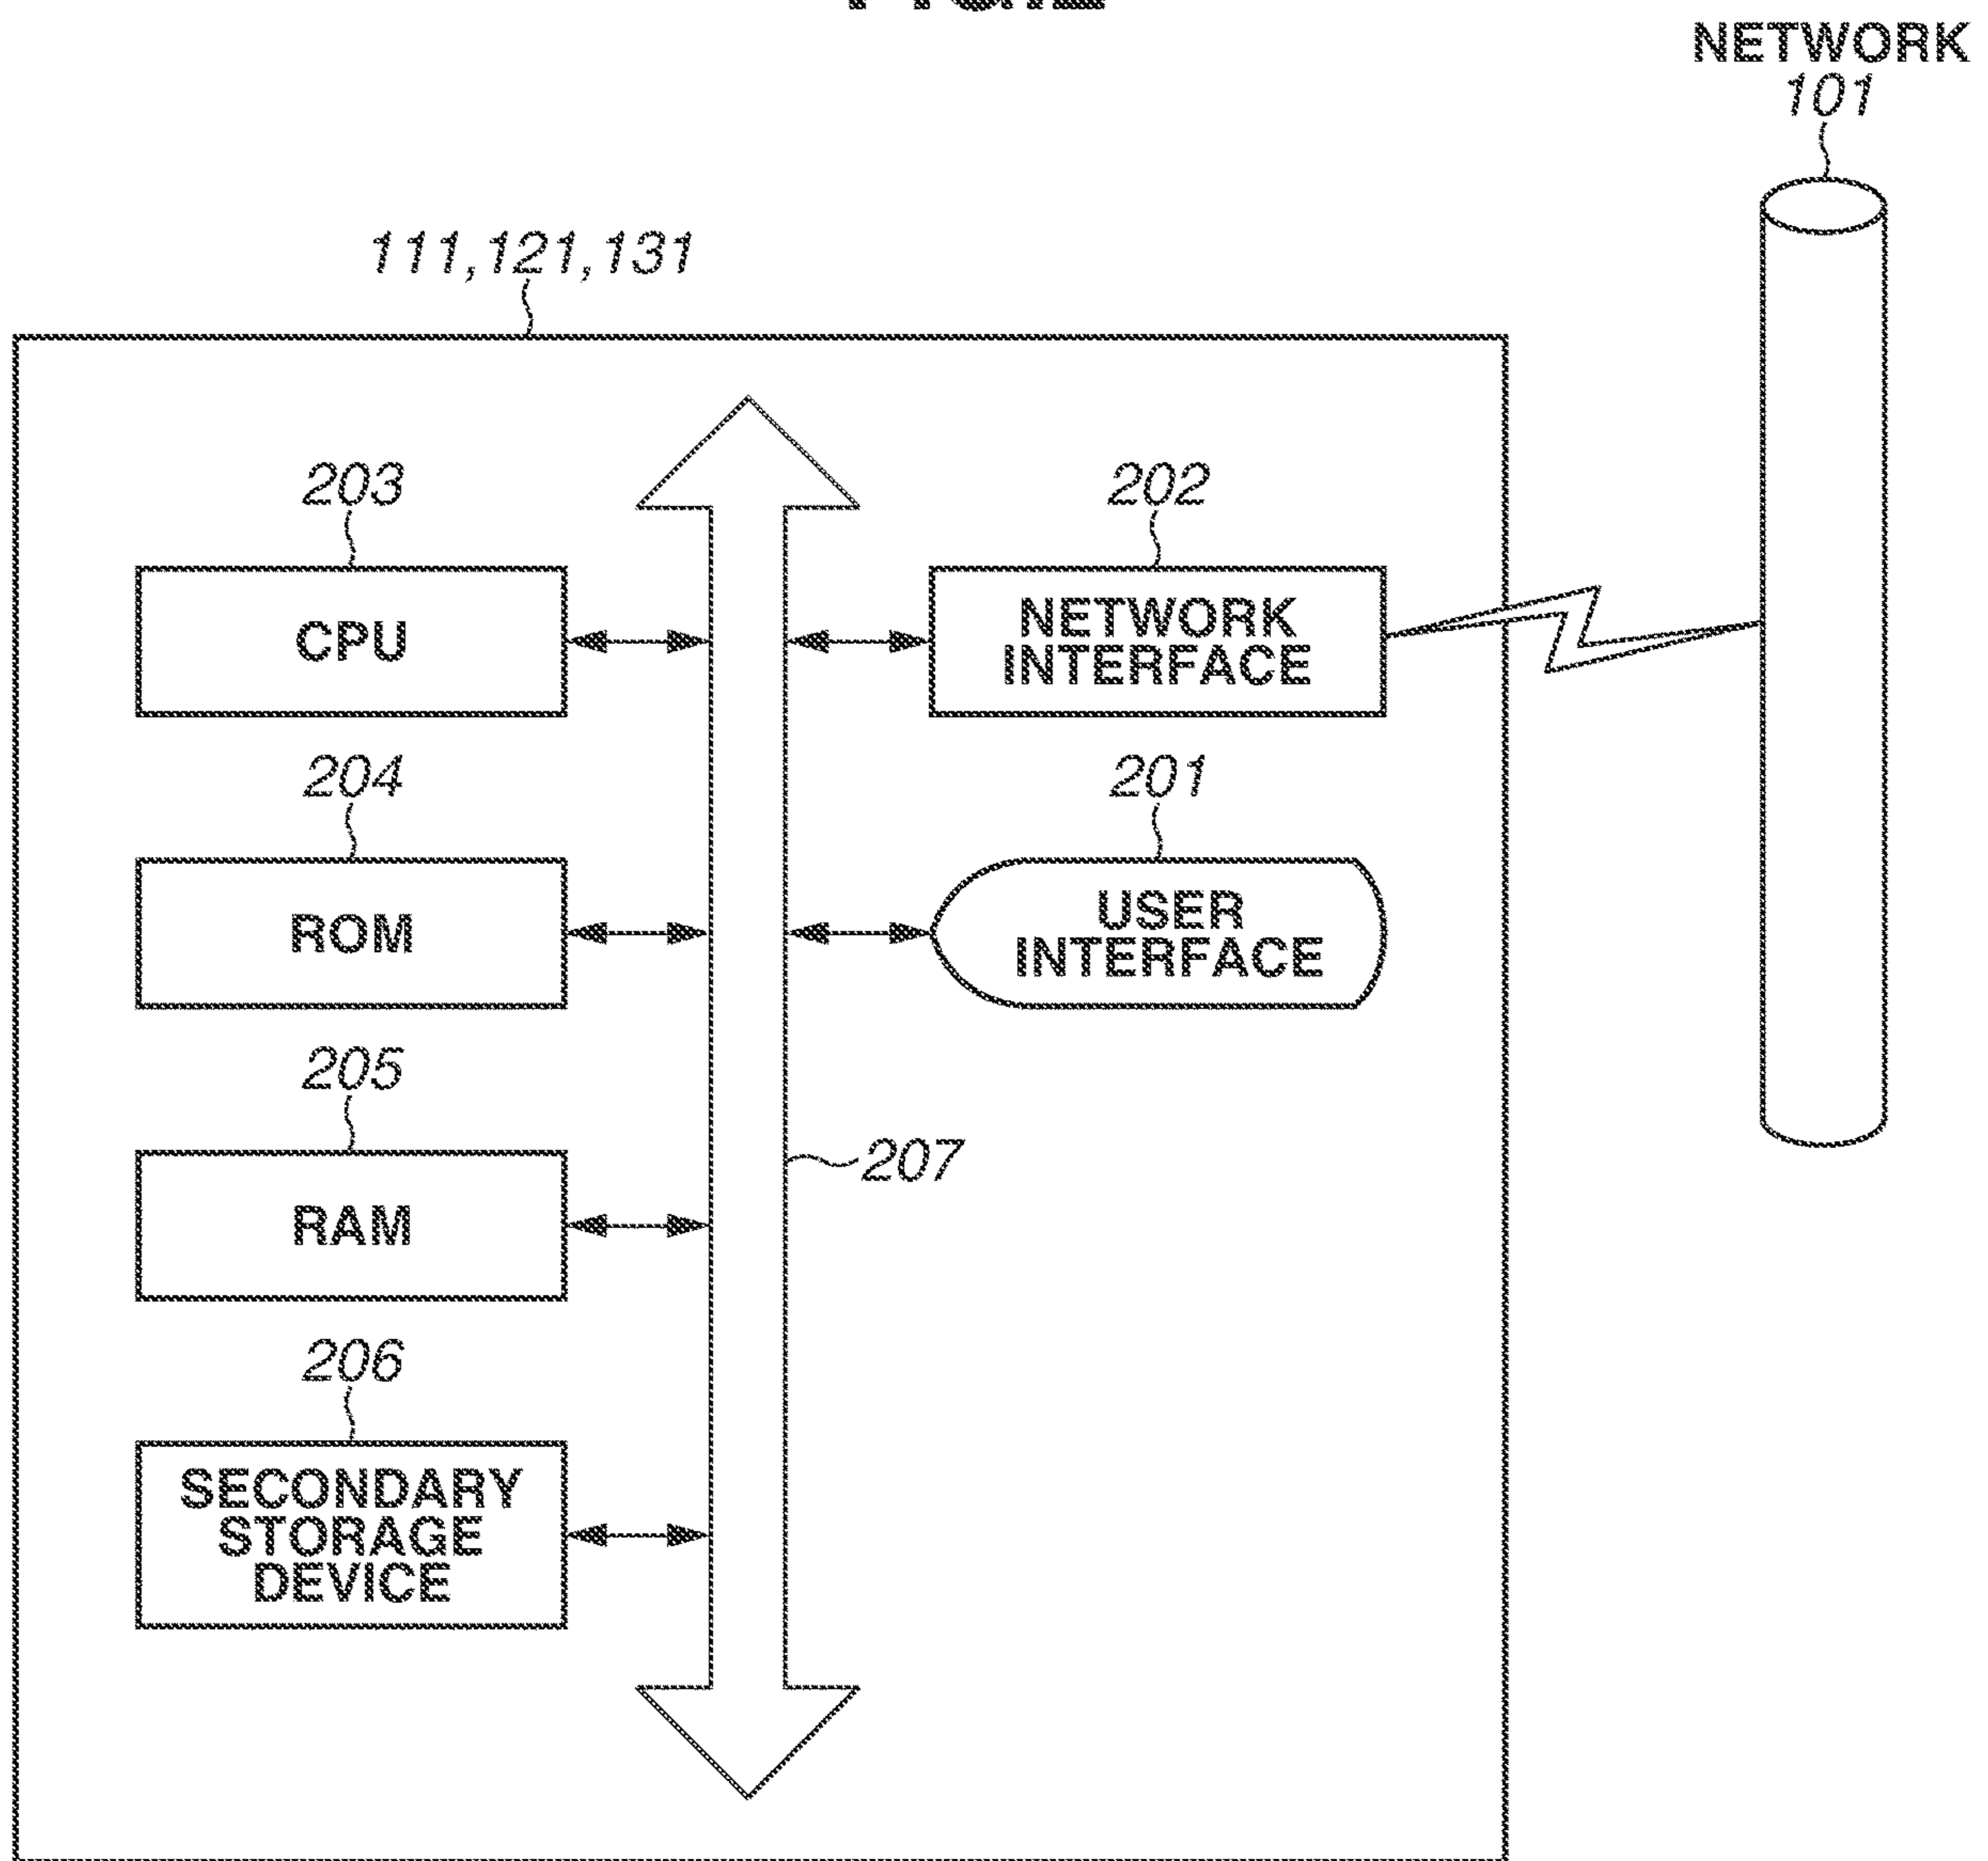 NETWORK
101
111,121,131
203
202
CPU
NETWORK
INTERFACE
204
201
ROM
USER
INTERFACE
205
207
RAM
206
SECONDARY
STORAGE
DEVICE